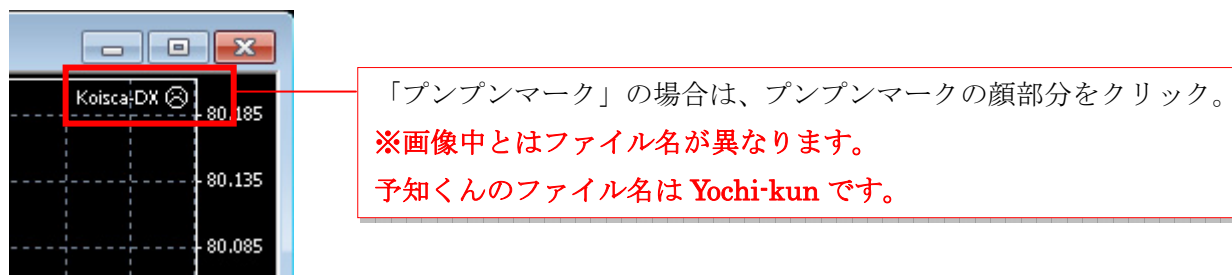 Koisca-DX
80.185
80.135
80.085
「プンプンマーク」の場合は、プンプンマークの顔部分をクリック。
※画像中とはファイル名が異なります。
予知くんのファイル名は Yochi-kun です。